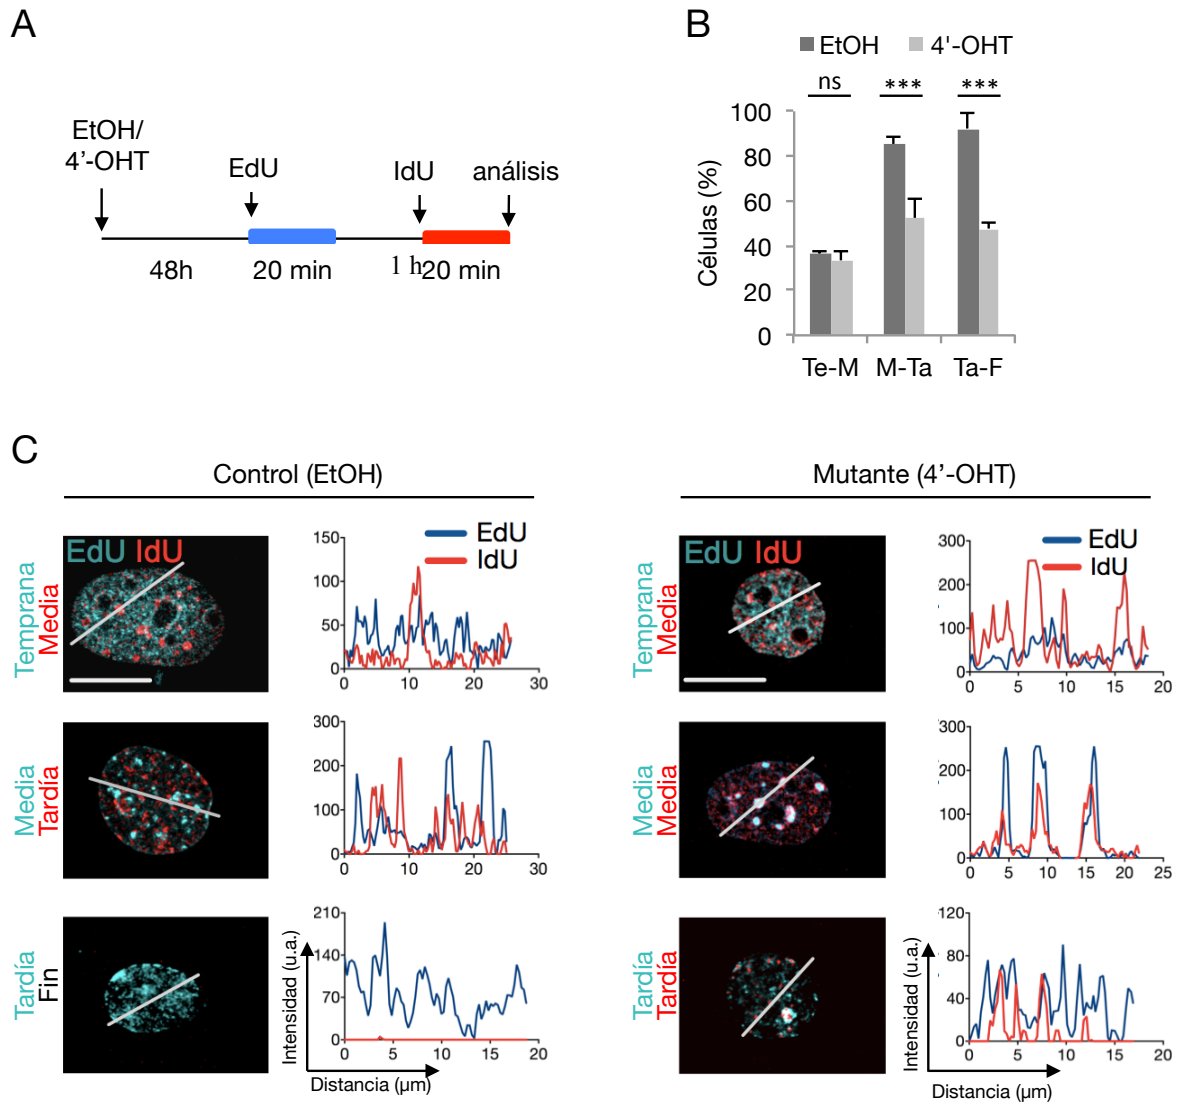 A
EtOH/
4’-OHT
EdU
IdU
análisis
48h
20 min
1 h
20 min
B
EtOH
4'-OHT
ns
***
***
Células (%)
100
80
60
40
20
0
Te-M
M-Ta
Ta-F
C
Control (EtOH)
Temprana
Media
EdU IdU
EdU
IdU
150
100
50
0
0 10 20 30
Media
Tardía
300
200
100
0
0 10 20 30
Tardía
Fin
210
140
70
0
0 5 10 15 20
Intensidad (u.a.)
Distancia (µm)
Mutante (4’-OHT)
Temprana
Media
EdU IdU
EdU
IdU
300
200
100
0
0 5 10 15 20
Media
Media
300
200
100
0
0 5 10 15 20 25
Tardía
Tardía
120
80
40
0
0 5 10 15 20
Intensidad (u.a.)
Distancia (µm)